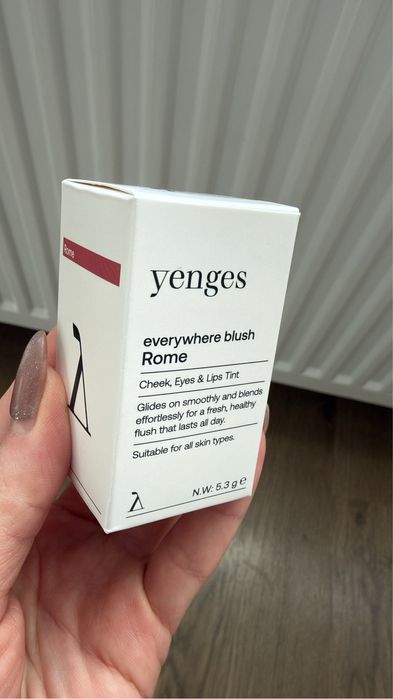 Rome
yenges
everywhere blush
Rome
Cheek, Eyes & Lips Tint
Glides on smoothly and blends
effortlessly for a fresh, healthy
flush that lasts all day.
Suitable for all skin types.
N.W: 5.3 g e